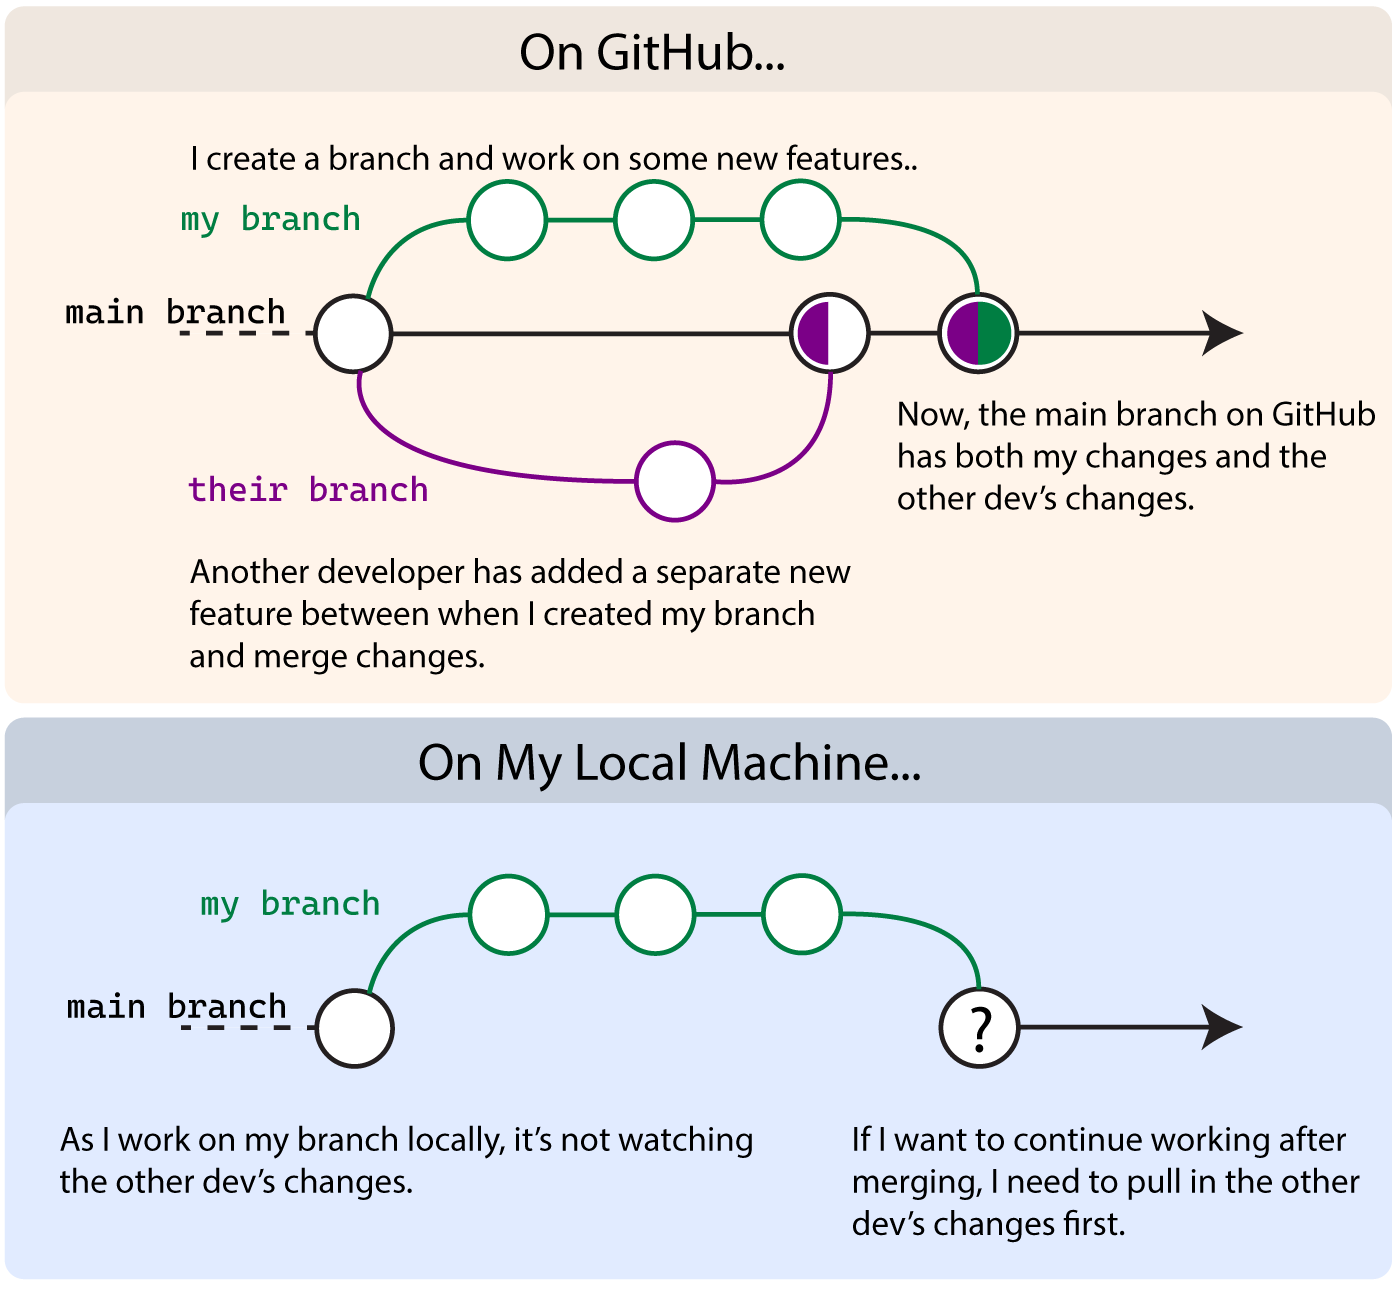 On GitHub...
I create a branch and work on some new features..
my branch
main branch
Now, the main branch on GitHub
has both my changes and the
other dev’s changes.
their branch
Another developer has added a separate new
feature between when I created my branch
and merge changes.
On My Local Machine...
my branch
main branch
?
As I work on my branch locally, it’s not watching
the other dev’s changes.
If I want to continue working after
merging, I need to pull in the other
dev’s changes first.